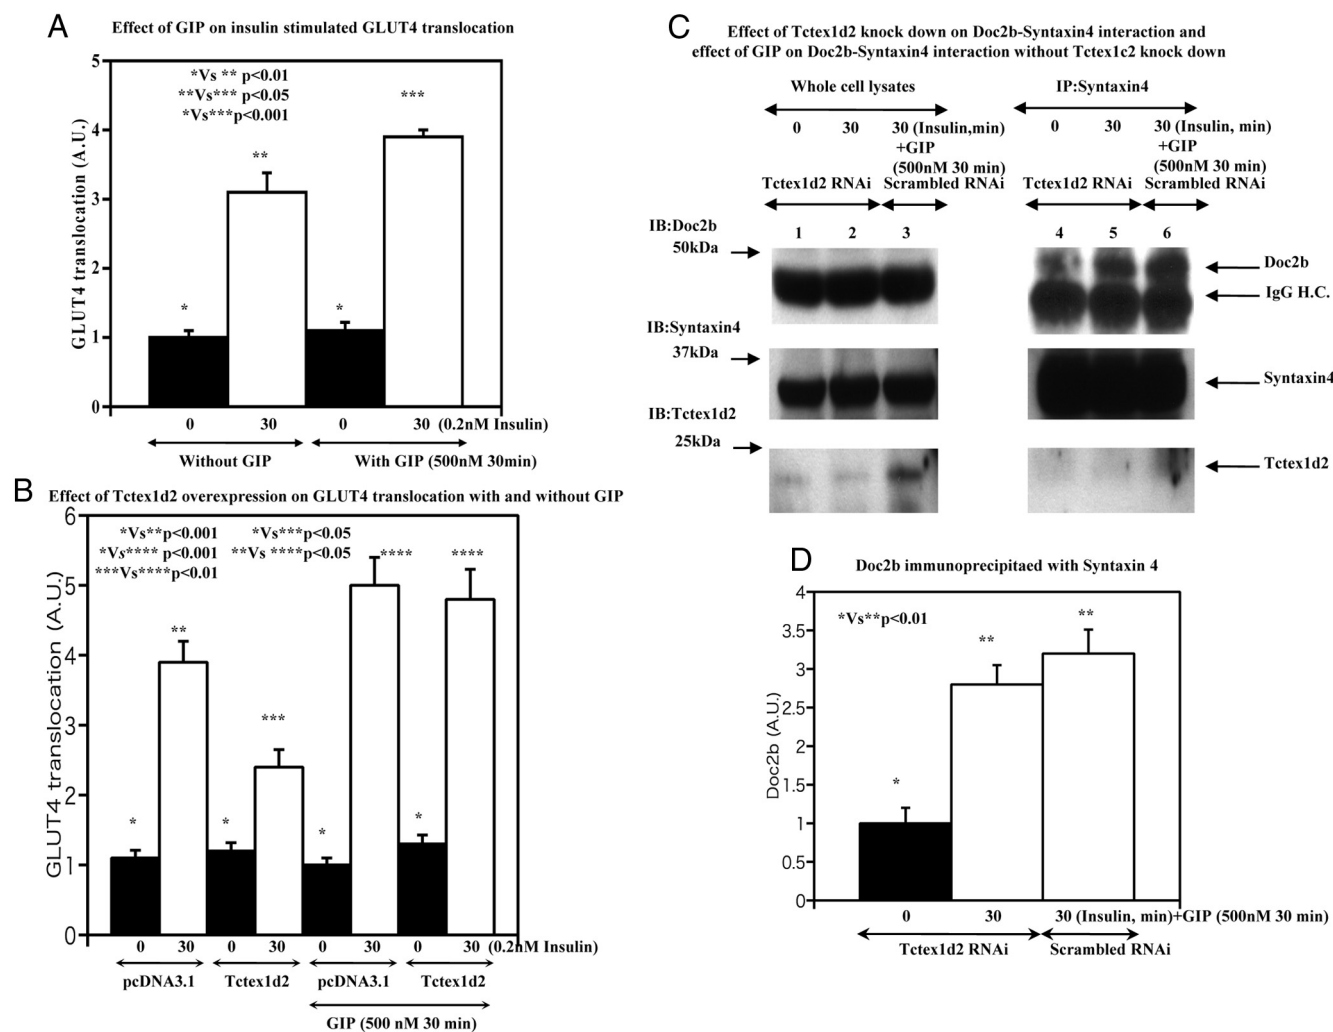 A
Effect of GIP on insulin stimulated GLUT4 translocation
GLUT4 translocation (A.U.)
5
4
3
2
1
0
*Vs ** p<0.01
**Vs*** p<0.05
*Vs***p<0.001
*
**
*
***
0 30 0 30 (0.2nM Insulin)
Without GIP With GIP (500nM 30min)
B
Effect of Tctex1d2 overexpression on GLUT4 translocation with and without GIP
GLUT4 translocation (A.U.)
6
5
4
3
2
1
0
*Vs**p<0.001 *Vs***p<0.05
*Vs**** p<0.001 **Vs ****p<0.05
***Vs****p<0.01
*
**
*
***
*
****
*
****
0 30 0 30 0 30 0 30 (0.2nM Insulin)
pcDNA3.1 Tctex1d2 pcDNA3.1 Tctex1d2
GIP (500 nM 30 min)
C
Effect of Tctex1d2 knock down on Doc2b-Syntaxin4 interaction and
effect of GIP on Doc2b-Syntaxin4 interaction without Tctex1c2 knock down
Whole cell lysates IP:Syntaxin4
0 30 30 (Insulin,min) 0 30 30 (Insulin, min)
+GIP +GIP
(500nM 30 min) (500nM 30 min)
Tctex1d2 RNAi Scrambled RNAi Tctex1d2 RNAi Scrambled RNAi
IB:Doc2b
1 2 3 4 5 6
50kDa
Doc2b
IgG H.C.
IB:Syntaxin4
37kDa
Syntaxin4
IB:Tctex1d2
25kDa
Tctex1d2
D
Doc2b immunoprecipitaed with Syntaxin 4
Doc2b (A.U.)
4
3.5
3
2.5
2
1.5
1
0.5
0
*Vs**p<0.01
*
**
**
0 30 30 (Insulin, min)+GIP (500nM 30 min)
Tctex1d2 RNAi Scrambled RNAi